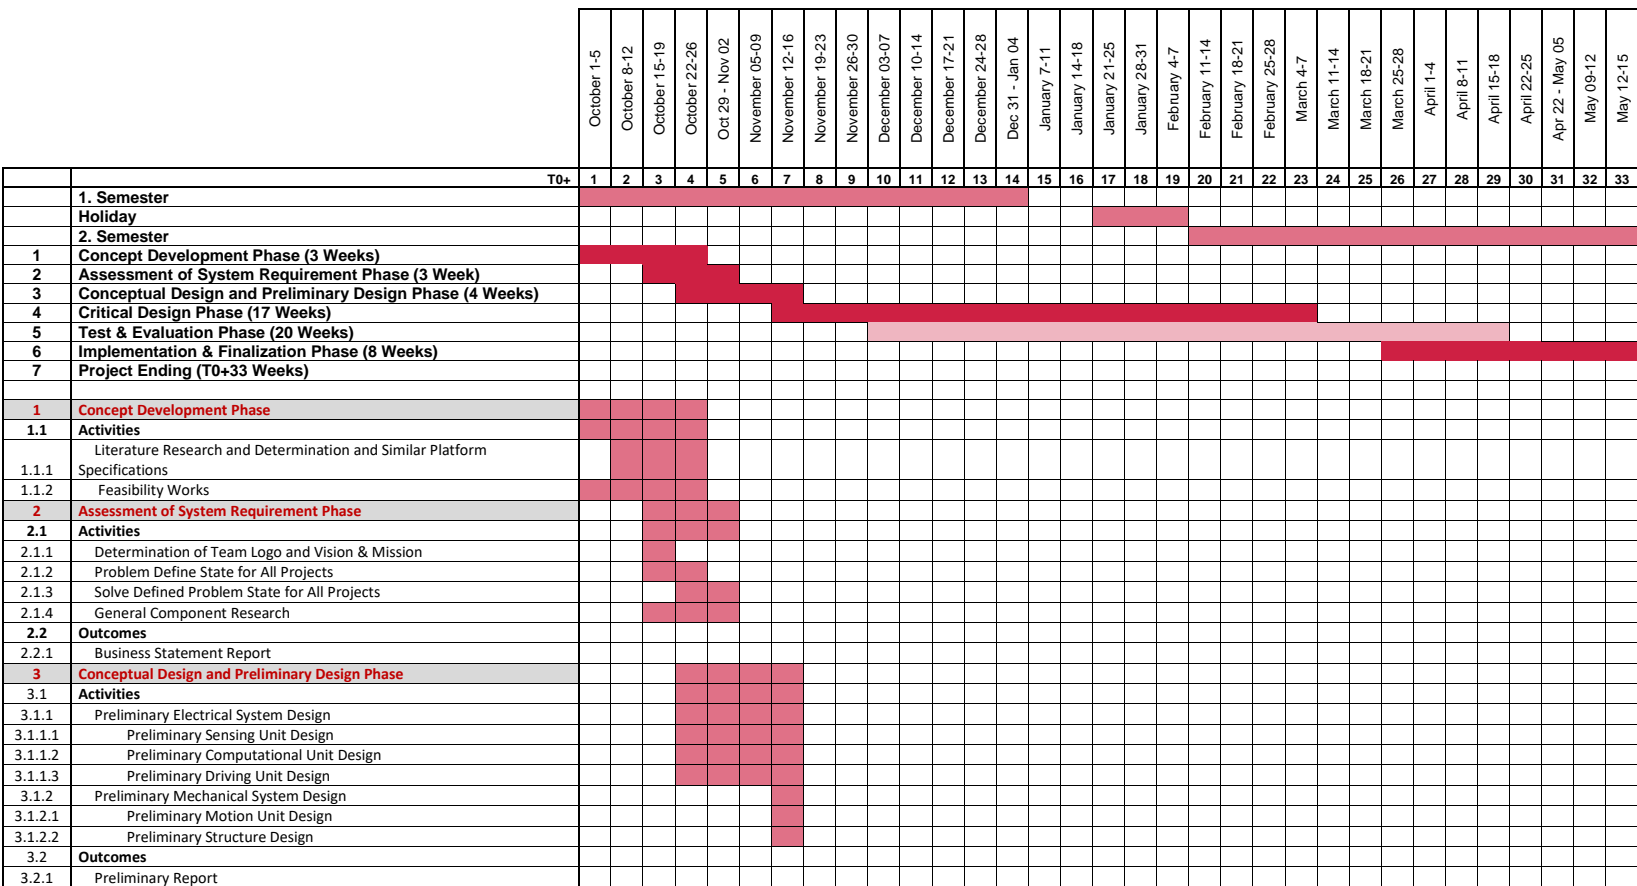 October 1-5
October 8-12
October 15-19
October 22-26
Oct 29 - Nov 02
November 05-09
November 12-16
November 19-23
November 26-30
December 03-07
December 10-14
December 17-21
December 24-28
Dec 31 - Jan 04
January 7-11
January 14-18
January 21-25
January 28-31
February 4-7
February 11-14
February 18-21
February 25-28
March 4-7
March 11-14
March 18-21
March 25-28
April 1-4
April 8-11
April 15-18
April 22-25
Apr 22 - May 05
May 09-12
May 12-15
T0+ 1 2 3 4 5 6 7 8 9 10 11 12 13 14 15 16 17 18 19 20 21 22 23 24 25 26 27 28 29 30 31 32 33
1. Semester
Holiday
2. Semester
1 Concept Development Phase (3 Weeks)
2 Assessment of System Requirement Phase (3 Week)
3 Conceptual Design and Preliminary Design Phase (4 Weeks)
4 Critical Design Phase (17 Weeks)
5 Test & Evaluation Phase (20 Weeks)
6 Implementation & Finalization Phase (8 Weeks)
7 Project Ending (T0+33 Weeks)
1 Concept Development Phase
1.1 Activities
Literature Research and Determination and Similar Platform
1.1.1 Specifications
1.1.2 Feasibility Works
2 Assessment of System Requirement Phase
2.1 Activities
2.1.1 Determination of Team Logo and Vision & Mission
2.1.2 Problem Define State for All Projects
2.1.3 Solve Defined Problem State for All Projects
2.1.4 General Component Research
2.2 Outcomes
2.2.1 Business Statement Report
3 Conceptual Design and Preliminary Design Phase
3.1 Activities
3.1.1 Preliminary Electrical System Design
3.1.1.1 Preliminary Sensing Unit Design
3.1.1.2 Preliminary Computational Unit Design
3.1.1.3 Preliminary Driving Unit Design
3.1.2 Preliminary Mechanical System Design
3.1.2.1 Preliminary Motion Unit Design
3.1.2.2 Preliminary Structure Design
3.2 Outcomes
3.2.1 Preliminary Report